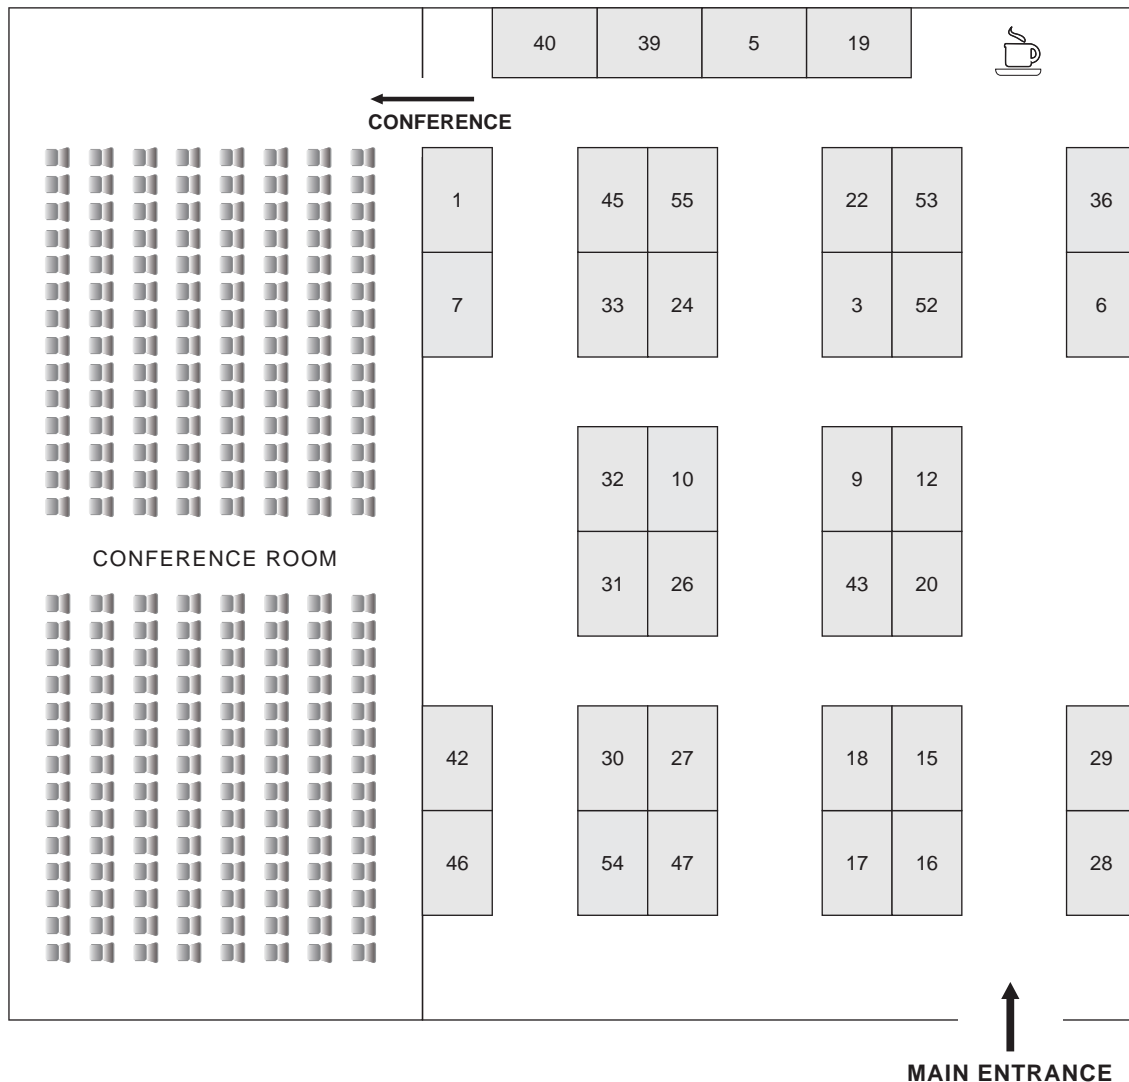 40 39 5 19
CONFERENCE
1 45 55 22 53 36
7 33 24 3 52 6
32 10 9 12
CONFERENCE ROOM
31 26 43 20
42 30 27 18 15 29
46 54 47 17 16 28
MAIN ENTRANCE